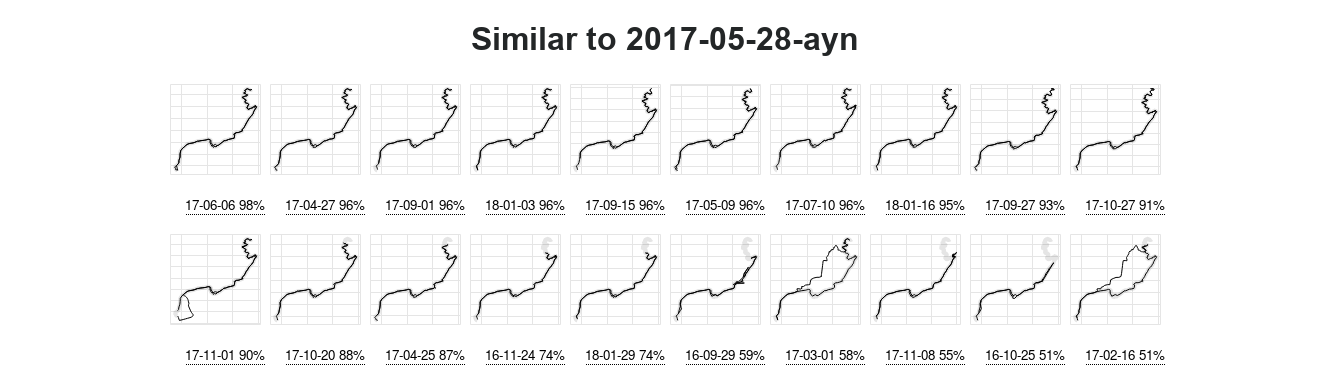 Similar to 2017-05-28-ayn
17-06-06 98% 17-04-27 96% 17-09-01 96% 18-01-03 96% 17-09-15 96% 17-05-09 96% 17-07-10 96% 18-01-16 95% 17-09-27 93% 17-10-27 91%
17-11-01 90% 17-10-20 88% 17-04-25 87% 16-11-24 74% 18-01-29 74% 16-09-29 59% 17-03-01 58% 17-11-08 55% 16-10-25 51% 17-02-16 51%